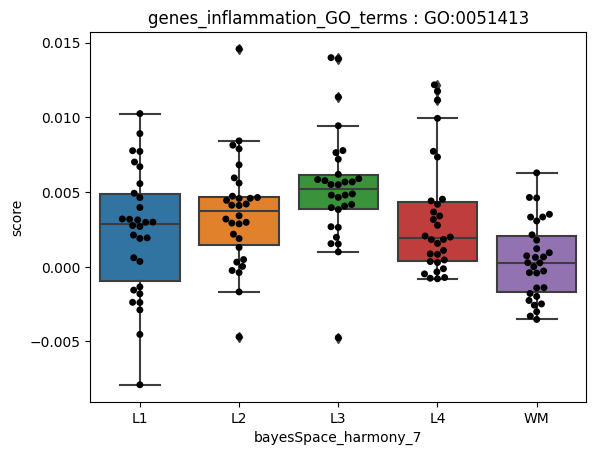 genes_inflammation_GO_terms : GO:0051413
0.015
0.010
0.005
0.000
−0.005
score
L1 L2 L3 L4 WM
bayesSpace_harmony_7